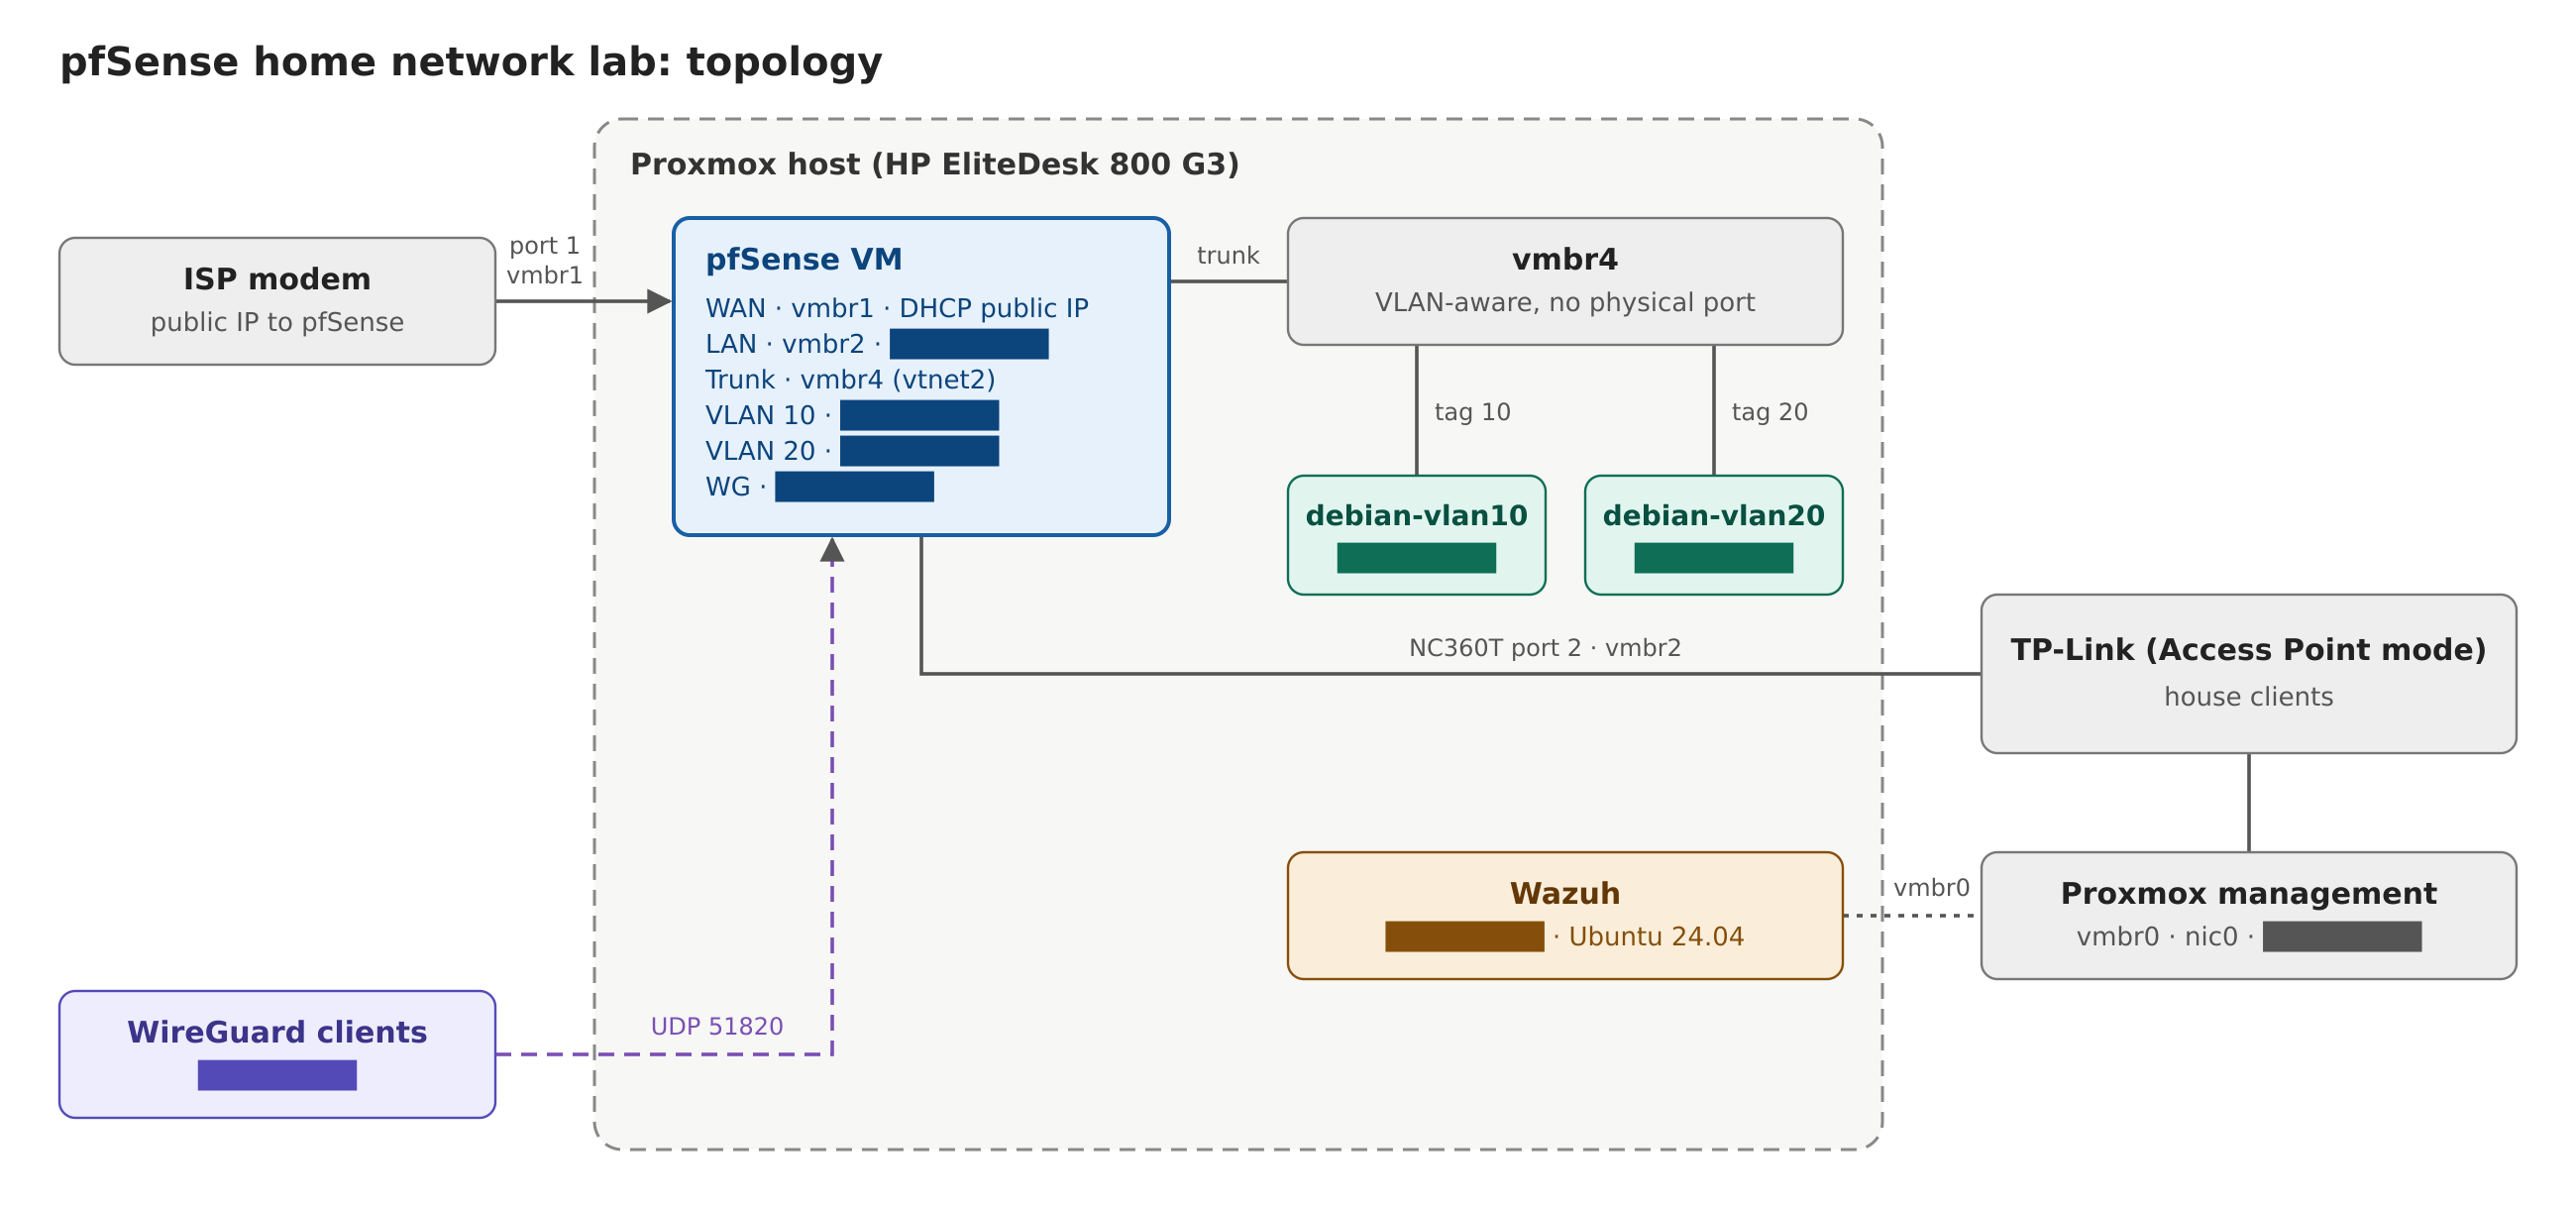 pfSense home network lab: topology
Proxmox host (HP EliteDesk 800 G3)
ISP modem
public IP to pfSense
port 1
vmbr1
pfSense VM
WAN · vmbr1 · DHCP public IP
LAN · vmbr2 ·
Trunk · vmbr4 (vtnet2)
VLAN 10 ·
VLAN 20 ·
WG ·
trunk
vmbr4
VLAN-aware, no physical port
tag 10
tag 20
debian-vlan10
debian-vlan20
NC360T port 2 · vmbr2
TP-Link (Access Point mode)
house clients
Wazuh
· Ubuntu 24.04
vmbr0
Proxmox management
vmbr0 · nic0 ·
WireGuard clients
UDP 51820